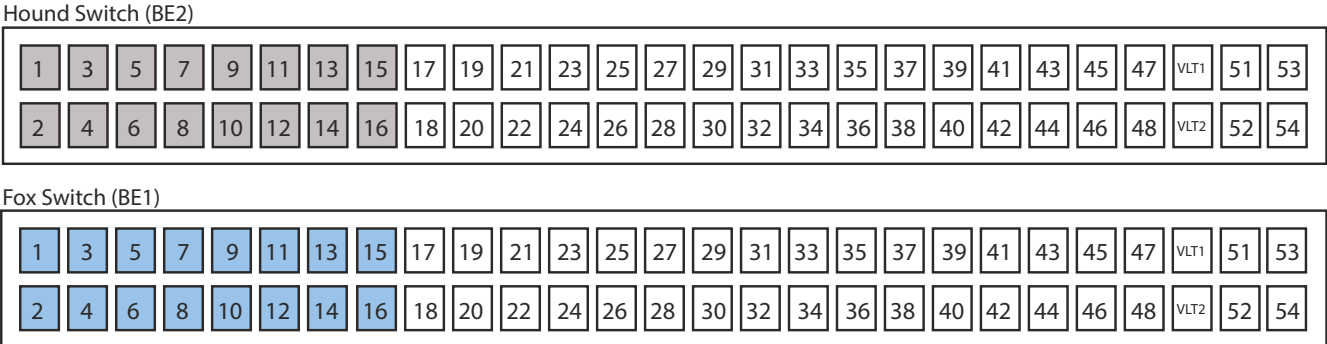 Hound Switch (BE2)
1 3 5 7 9 11 13 15 17 19 21 23 25 27 29 31 33 35 37 39 41 43 45 47 VLT1 51 53
2 4 6 8 10 12 14 16 18 20 22 24 26 28 30 32 34 36 38 40 42 44 46 48 VLT2 52 54
Fox Switch (BE1)
1 3 5 7 9 11 13 15 17 19 21 23 25 27 29 31 33 35 37 39 41 43 45 47 VLT1 51 53
2 4 6 8 10 12 14 16 18 20 22 24 26 28 30 32 34 36 38 40 42 44 46 48 VLT2 52 54